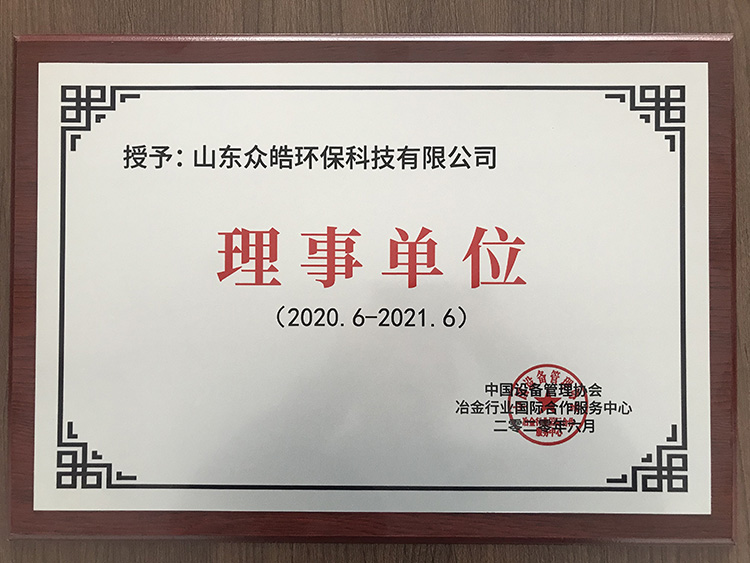 授予：山东众皓环保科技有限公司
理事单位
（2020.6-2021.6）
中国设备管理协会
冶金行业国际合作服务中心
二零二零年六月